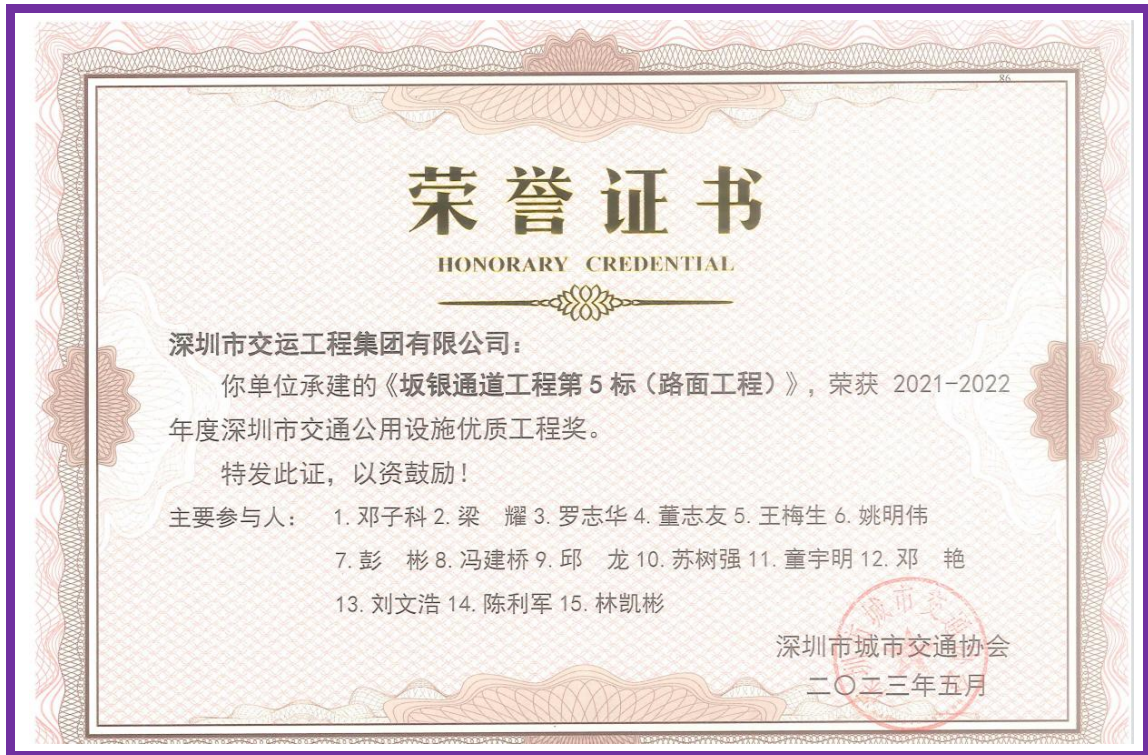 86
荣誉证书
HONORARY CREDENTIAL
深圳市交运工程集团有限公司：
你单位承建的《坂银通道工程第5标（路面工程）》，荣获 2021-2022
年度深圳市交通公用设施优质工程奖。
特发此证，以资鼓励！
主要参与人： 1. 邓子科 2. 梁　耀 3. 罗志华 4. 董志友 5. 王梅生 6. 姚明伟
7. 彭　彬 8. 冯建桥 9. 邱　龙 10. 苏树强 11. 童宇明 12. 邓　艳
13. 刘文浩 14. 陈利军 15. 林凯彬
深圳市城市交通协会
二〇二三年五月